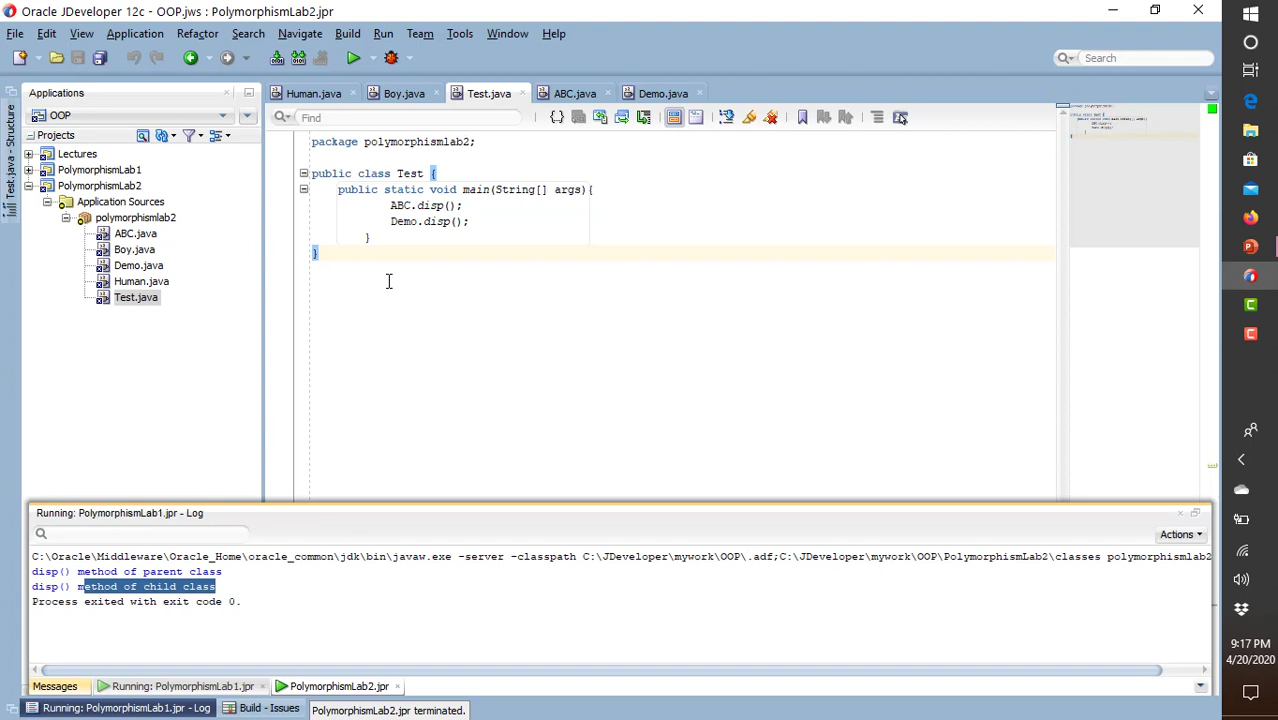 Oracle JDeveloper 12c - OOP.jws : PolymorphismLab2.jpr
File Edit View Application Refactor Search Navigate Build Run Team Tools Window Help
Search
Applications
OOP
Projects
Lectures
PolymorphismLab1
PolymorphismLab2
Application Sources
polymorphismlab2
ABC.java
Boy.java
Demo.java
Human.java
Test.java
Test.java - Structure
Human.java Boy.java Test.java ABC.java Demo.java
Find
package polymorphismlab2;
public class Test {
public static void main(String[] args){
ABC.disp();
Demo.disp();
}
}
Running: PolymorphismLab1.jpr - Log
Actions
C:\Oracle\Middleware\Oracle_Home\oracle_common\jdk\bin\javaw.exe -server -classpath C:\JDeveloper\mywork\OOP\.adf;C:\JDeveloper\mywork\OOP\PolymorphismLab2\classes polymorphismlab2
disp() method of parent class
disp() method of child class
Process exited with exit code 0.
Messages Running: PolymorphismLab1.jpr PolymorphismLab2.jpr
Running: PolymorphismLab1.jpr - Log Build - Issues PolymorphismLab2.jpr terminated.
9:17 PM
4/20/2020